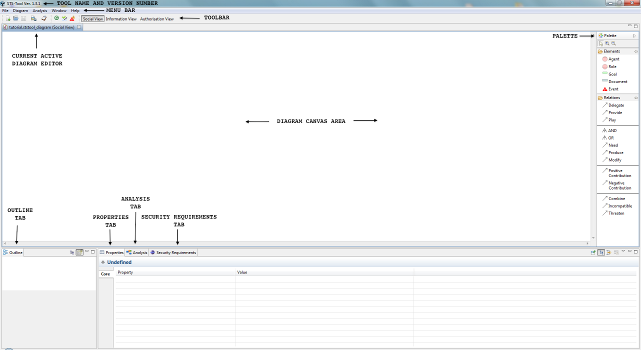 STS-Tool Ver. 1.3.1
TOOL NAME AND VERSION NUMBER
File Diagram Analysis Window Help
MENU BAR
Social View Information View Authorisation View
TOOLBAR
tutorial.ststool_diagram (Social View)
CURRENT ACTIVE
DIAGRAM EDITOR
PALETTE
Palette
Elements
Agent
Role
Goal
Document
Event
Relations
Delegate
Provide
Play
AND
OR
Need
Produce
Modify
Positive
Contribution
Negative
Contribution
Combine
Incompatible
Threaten
DIAGRAM CANVAS AREA
OUTLINE
TAB
PROPERTIES
TAB
ANALYSIS
TAB
SECURITY REQUIREMENTS
TAB
Outline
Properties Analysis Security Requirements
Undefined
Core
Property Value